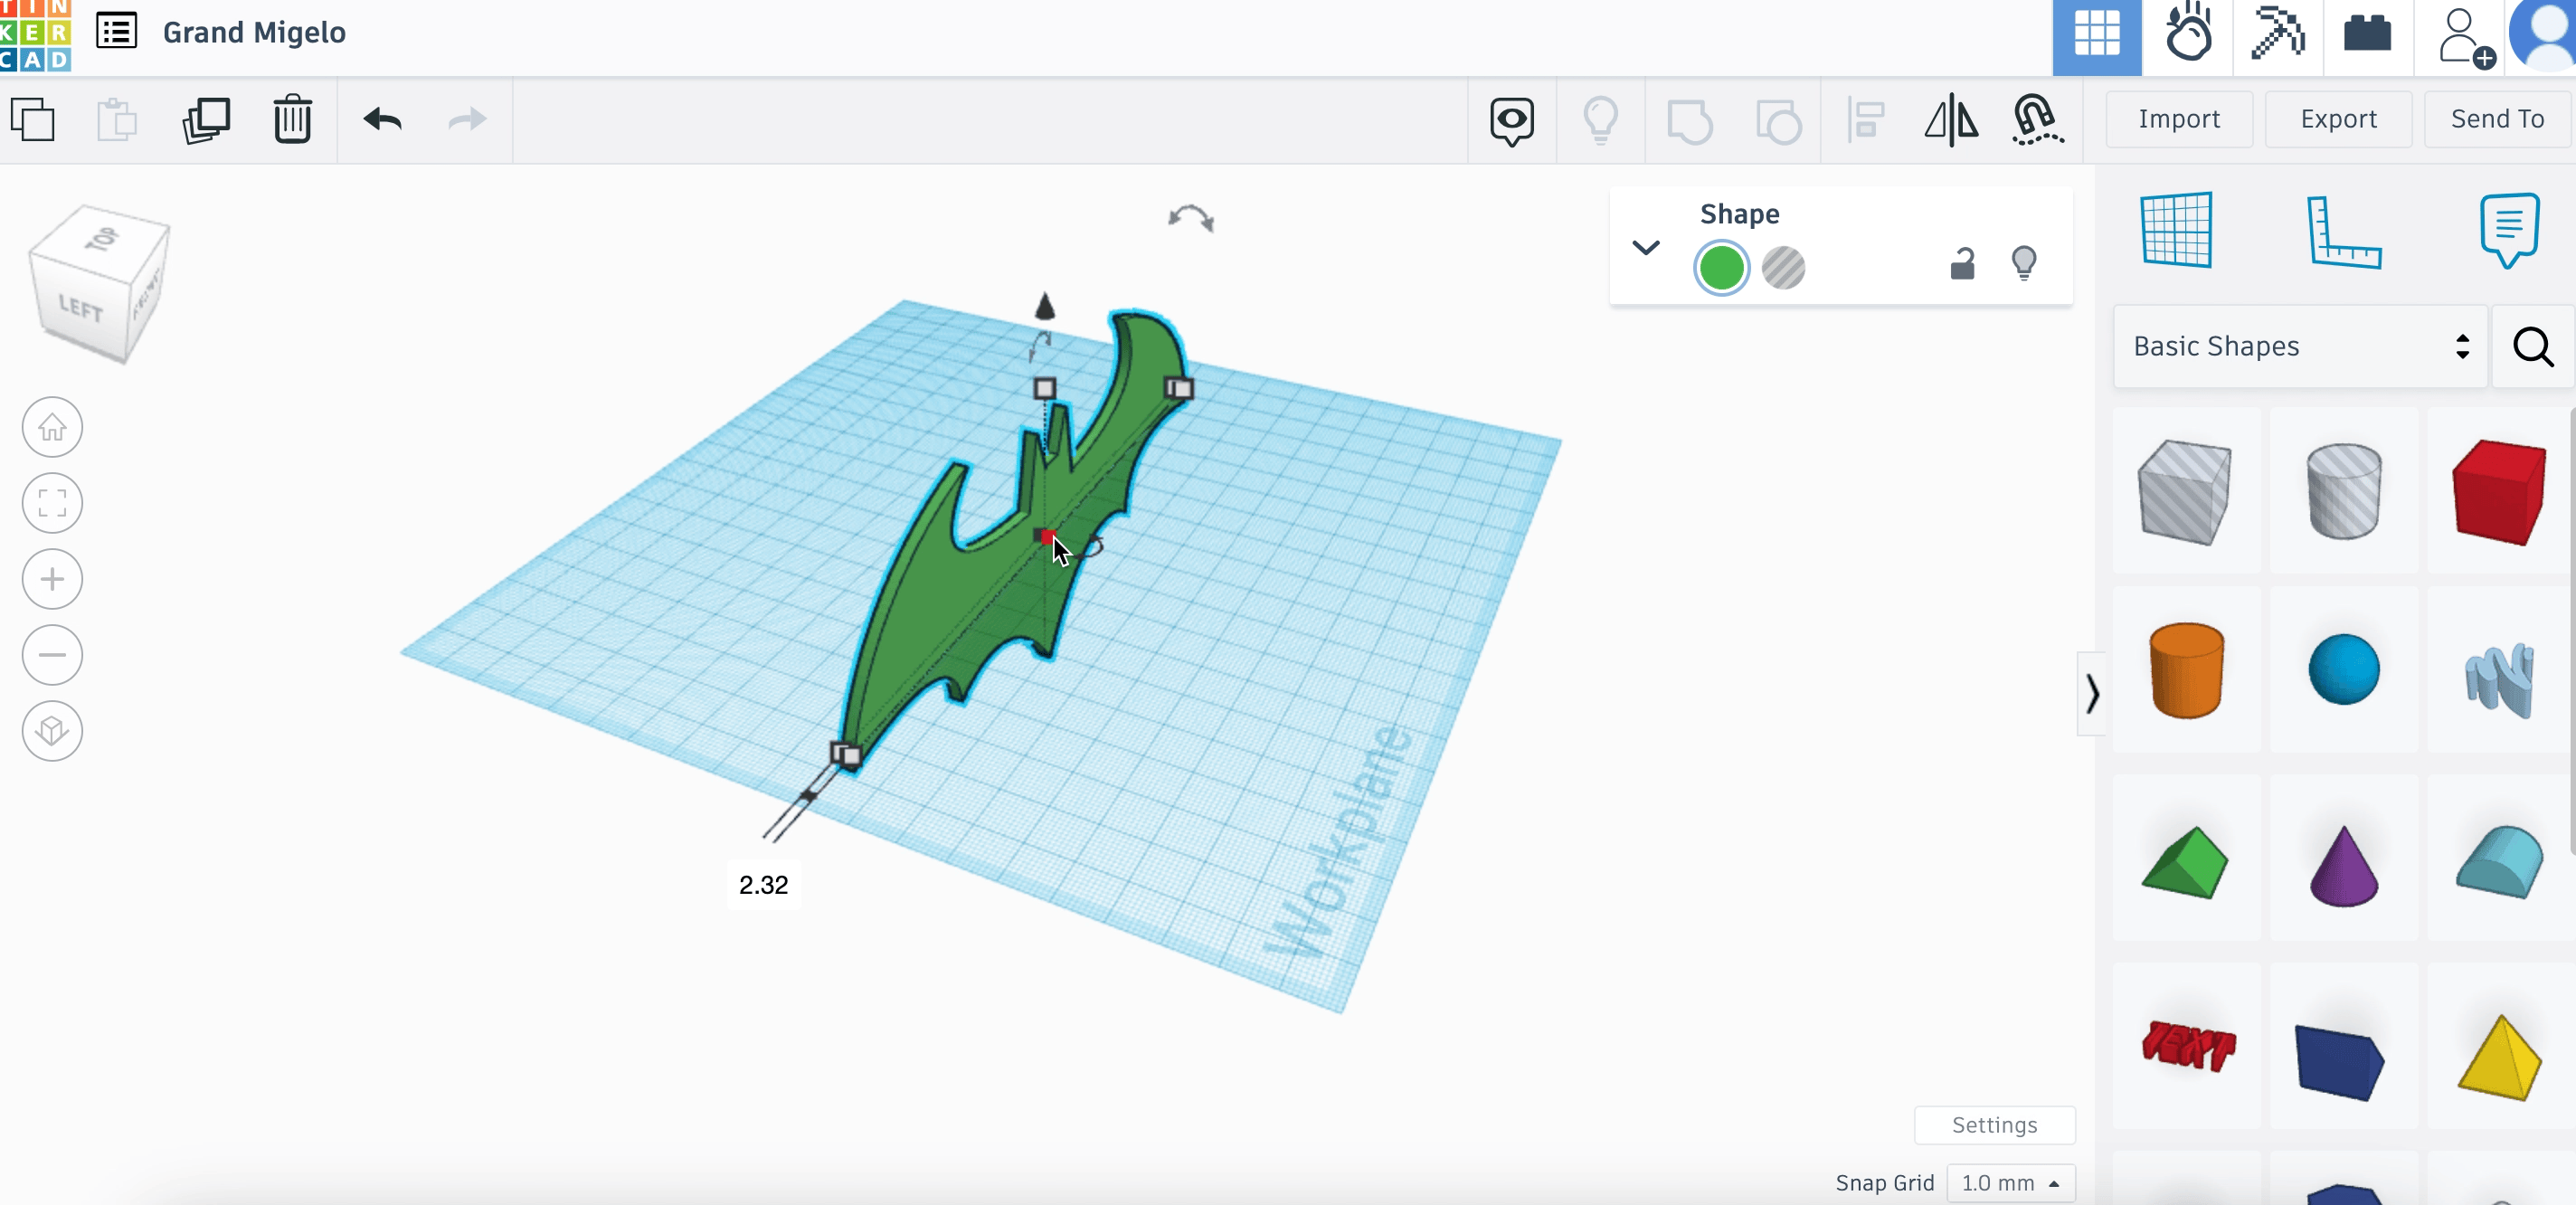 TIN
KER
CAD
Grand Migelo
Import
Export
Send To
TOP
LEFT
FRONT
Shape
Basic Shapes
Workplane
2.32
TEXT
Settings
Snap Grid
1.0 mm